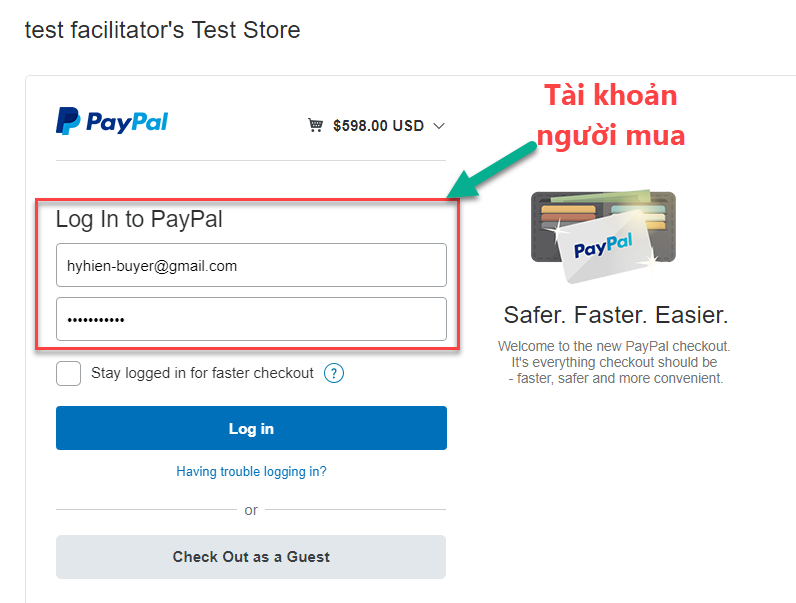 test facilitator's Test Store
PayPal
$598.00 USD
Tài khoản
người mua
Log In to PayPal
hyhien-buyer@gmail.com
•••••••••••
Stay logged in for faster checkout ?
Log in
Having trouble logging in?
or
Check Out as a Guest
PayPal
Safer. Faster. Easier.
Welcome to the new PayPal checkout.
It's everything checkout should be
- faster, safer and more convenient.